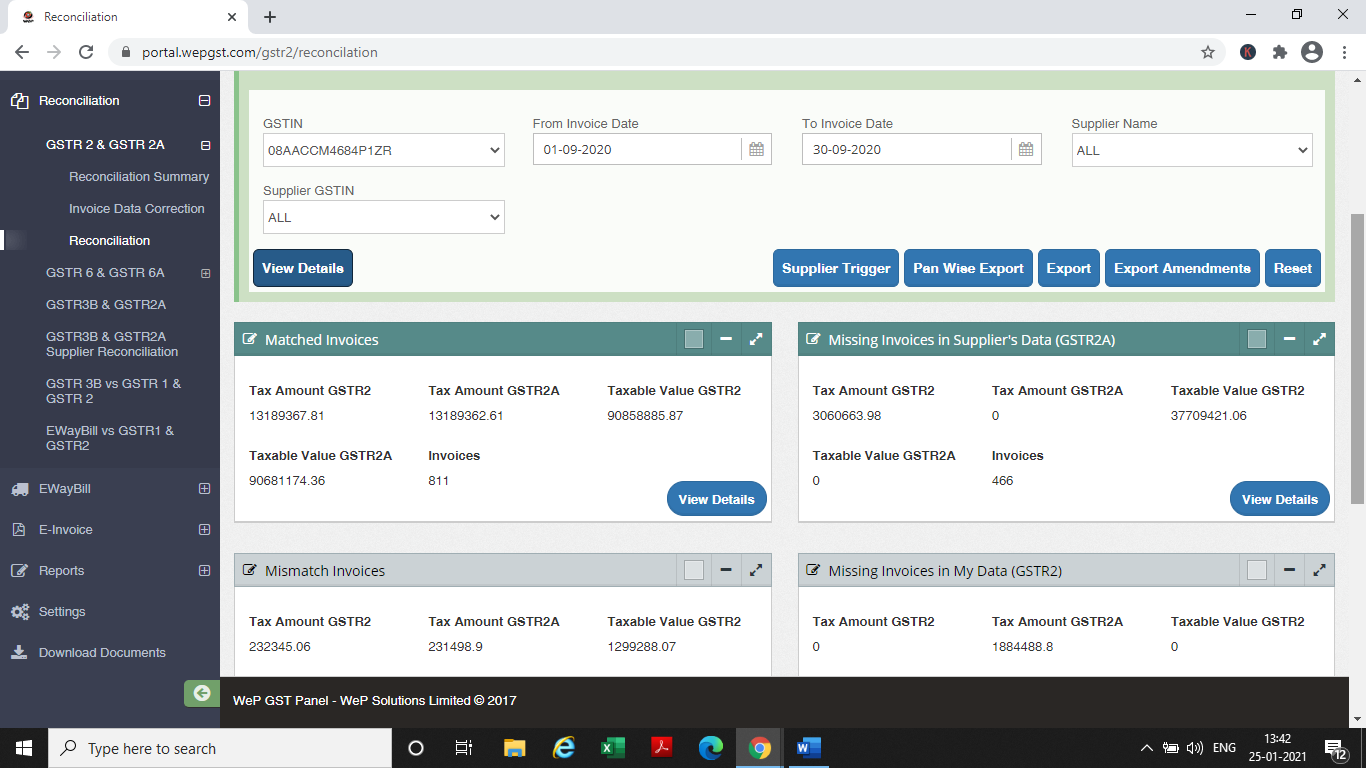 Reconciliation
portal.wepgst.com/gstr2/reconcilation
K
Reconciliation
GSTR 2 & GSTR 2A
Reconciliation Summary
Invoice Data Correction
Reconciliation
GSTR 6 & GSTR 6A
GSTR3B & GSTR2A
GSTR3B & GSTR2A
Supplier Reconciliation
GSTR 3B vs GSTR 1 &
GSTR 2
EWayBill vs GSTR1 &
GSTR2
EWayBill
E-Invoice
Reports
Settings
Download Documents
GSTIN From Invoice Date To Invoice Date Supplier Name
08AACCM4684P1ZR 01-09-2020 30-09-2020 ALL
Supplier GSTIN
ALL
View Details Supplier Trigger Pan Wise Export Export Export Amendments Reset
Matched Invoices
Tax Amount GSTR2 Tax Amount GSTR2A Taxable Value GSTR2
13189367.81 13189362.61 90858885.87
Taxable Value GSTR2A Invoices
90681174.36 811
View Details
Missing Invoices in Supplier's Data (GSTR2A)
Tax Amount GSTR2 Tax Amount GSTR2A Taxable Value GSTR2
3060663.98 0 37709421.06
Taxable Value GSTR2A Invoices
0 466
View Details
Mismatch Invoices
Tax Amount GSTR2 Tax Amount GSTR2A Taxable Value GSTR2
232345.06 231498.9 1299288.07
Missing Invoices in My Data (GSTR2)
Tax Amount GSTR2 Tax Amount GSTR2A Taxable Value GSTR2
0 1884488.8 0
WeP GST Panel - WeP Solutions Limited © 2017
Type here to search
ENG
13:42
25-01-2021
12